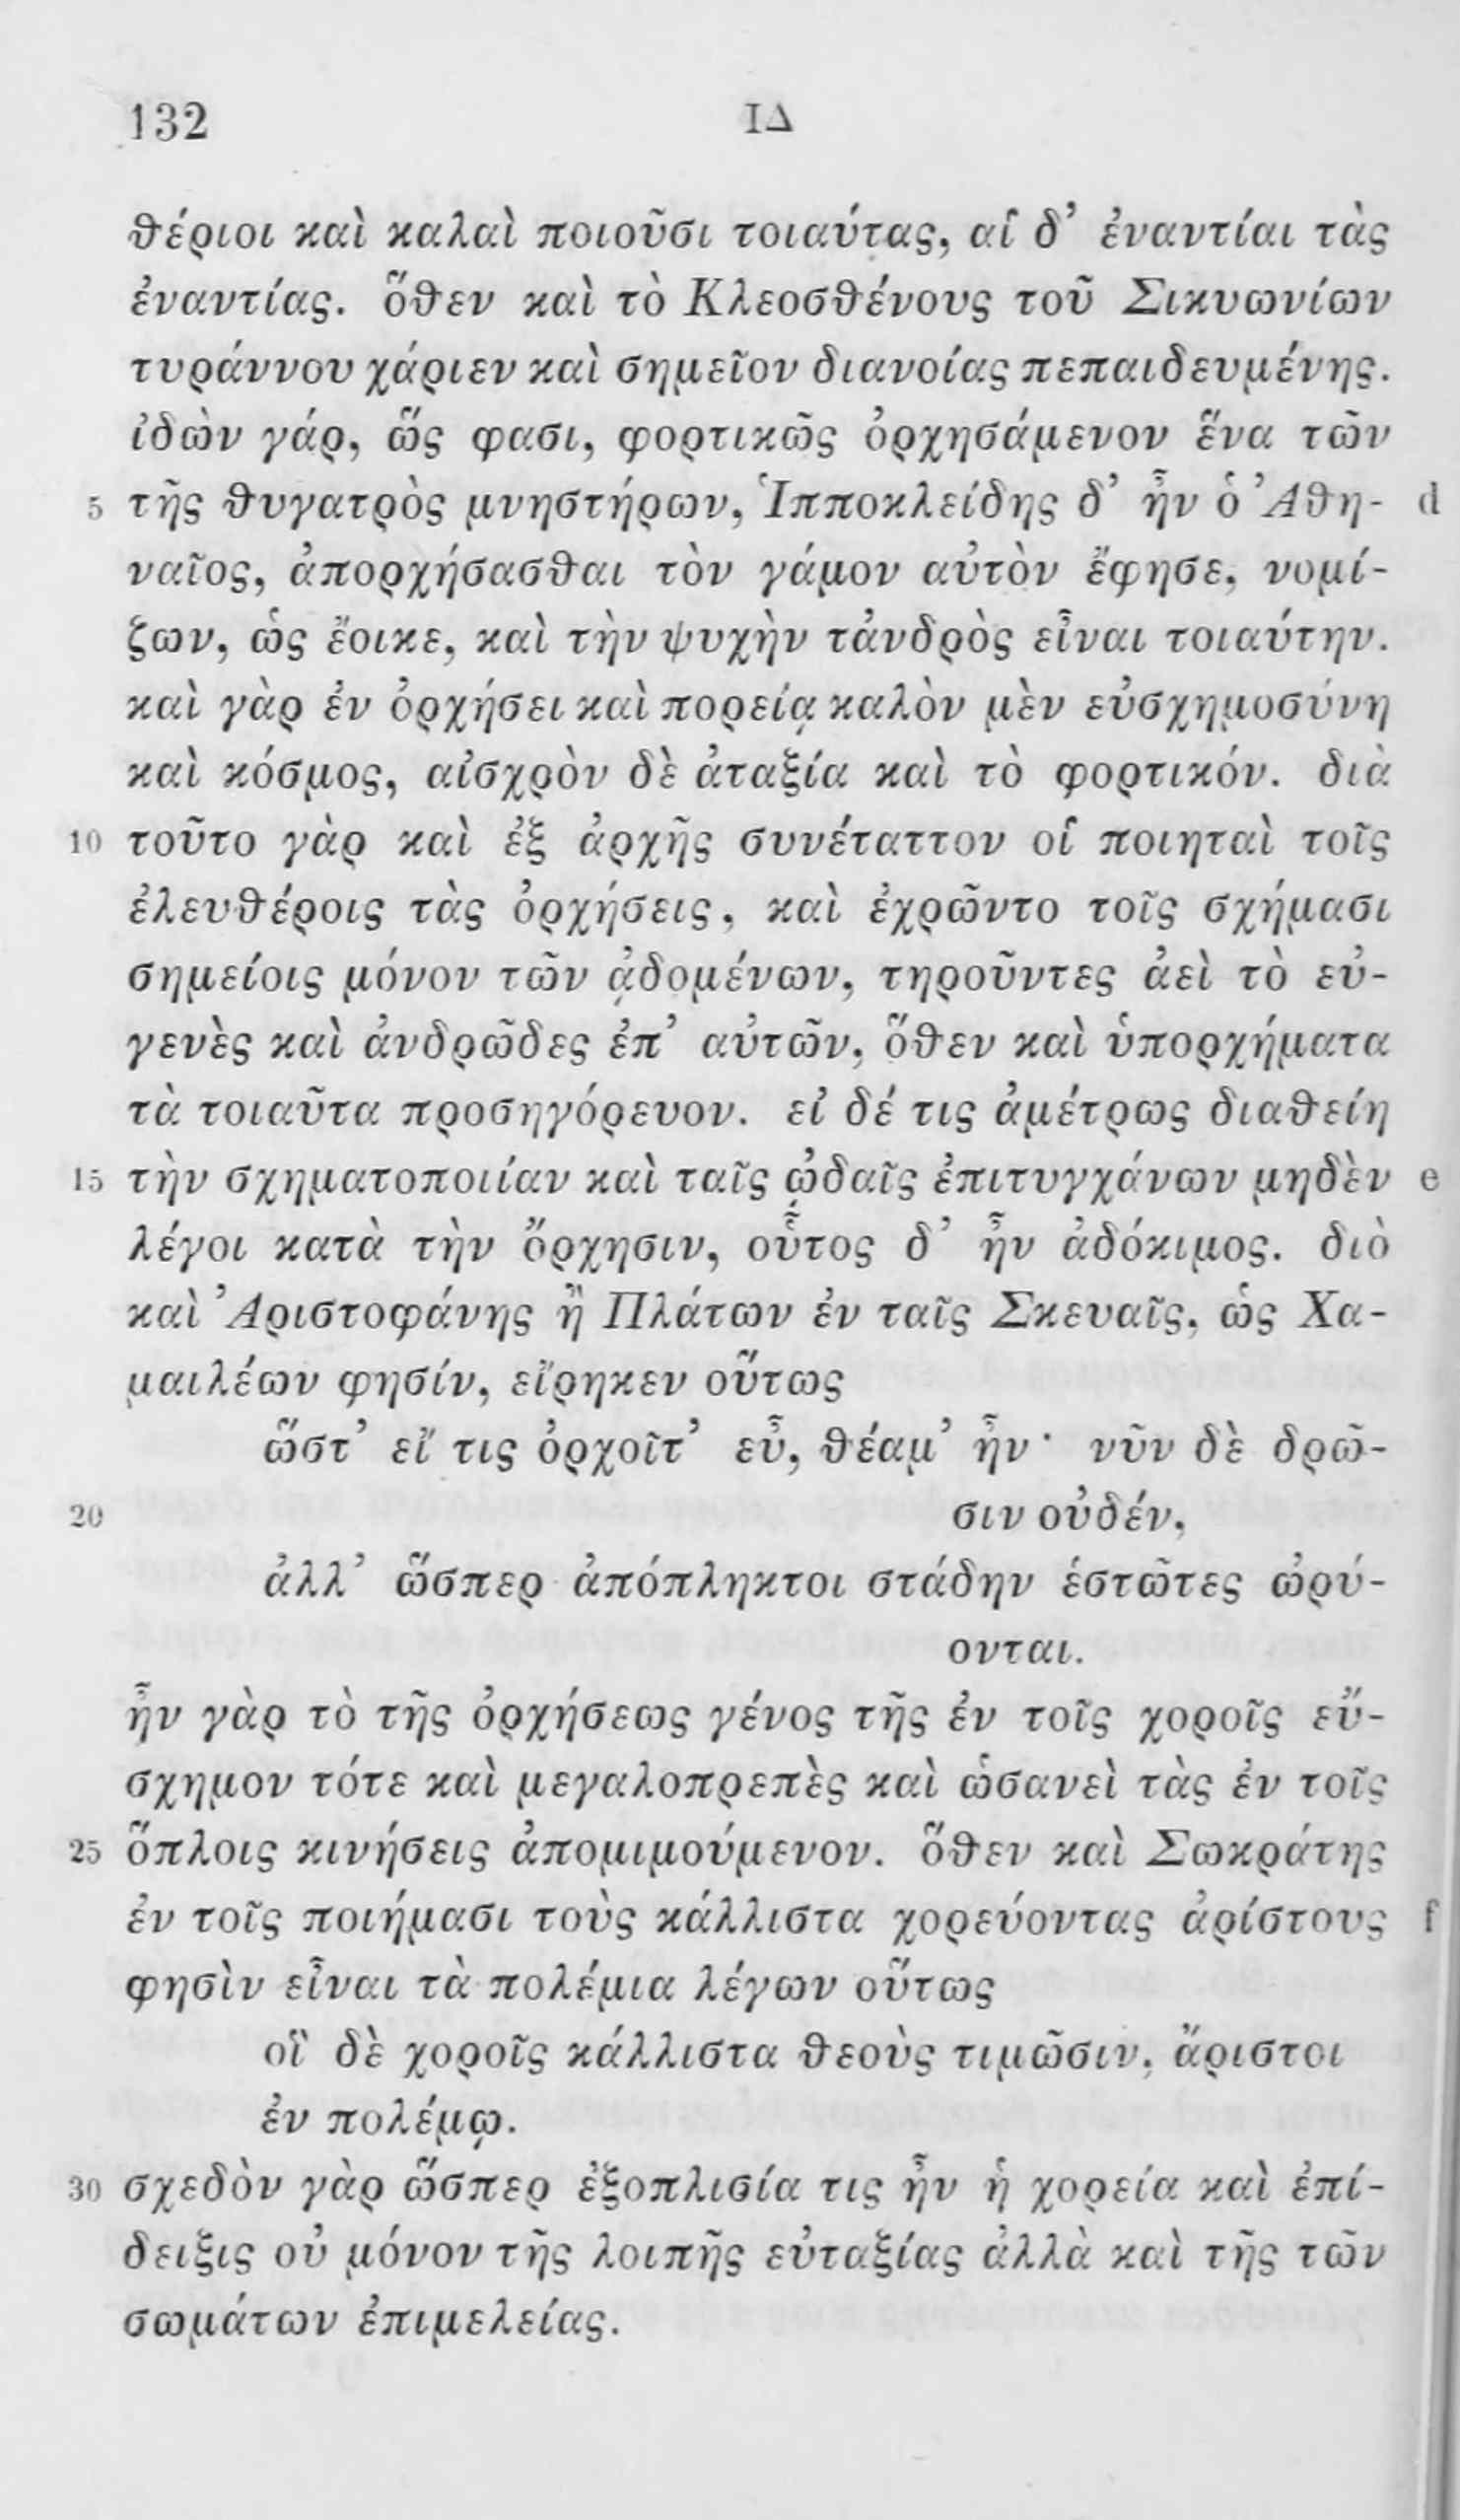 132 ΙΔ
θέριοι καὶ καλαὶ ποιοῦσι τοιαύτας, αἱ δ’ ἐναντίαι τὰς
ἐναντίας. ὅθεν καὶ τὸ Κλεοσθένους τοῦ Σικυωνίων
τυράννου χάριεν καὶ σημεῖον διανοίας πεπαιδευμένης.
ἰδὼν γάρ, ὥς φασι, φορτικῶς ὀρχησάμενον ἕνα τῶν
5 τῆς θυγατρὸς μνηστήρων, Ἱπποκλείδης δ’ ἦν ὁ Ἀθη- d
ναῖος, ἀπορχήσασθαι τὸν γάμον αὐτὸν ἔφησε, νομί-
ζων, ὡς ἔοικε, καὶ τὴν ψυχὴν τἀνδρὸς εἶναι τοιαύτην.
καὶ γὰρ ἐν ὀρχήσει καὶ πορείᾳ καλὸν μὲν εὐσχημοσύνη
καὶ κόσμος, αἰσχρὸν δὲ ἀταξία καὶ τὸ φορτικόν. διὰ
10 τοῦτο γὰρ καὶ ἐξ ἀρχῆς συνέταττον οἱ ποιηταὶ τοῖς
ἐλευθέροις τὰς ὀρχήσεις, καὶ ἐχρῶντο τοῖς σχήμασι
σημείοις μόνον τῶν ᾀδομένων, τηροῦντες ἀεὶ τὸ εὐ-
γενὲς καὶ ἀνδρῶδες ἐπ’ αὐτῶν, ὅθεν καὶ ὑπορχήματα
τὰ τοιαῦτα προσηγόρευον. εἰ δέ τις ἀμέτρως διαθείη
15 τὴν σχηματοποιίαν καὶ ταῖς ᾠδαῖς ἐπιτυγχάνων μηδὲν e
λέγοι κατὰ τὴν ὄρχησιν, οὗτος δ’ ἦν ἀδόκιμος. διὸ
καὶ Ἀριστοφάνης ἢ Πλάτων ἐν ταῖς Σκευαῖς, ὡς Χα-
μαιλέων φησίν, εἴρηκεν οὕτως
ὥστ’ εἴ τις ὀρχοῖτ’ εὖ, θέαμ’ ἦν· νῦν δὲ δρῶ-
20 σιν οὐδέν,
ἀλλ’ ὥσπερ ἀπόπληκτοι στάδην ἑστῶτες ὠρύ-
ονται.
ἦν γὰρ τὸ τῆς ὀρχήσεως γένος τῆς ἐν τοῖς χοροῖς εὔ-
σχημον τότε καὶ μεγαλοπρεπὲς καὶ ὡσανεὶ τὰς ἐν τοῖς
25 ὅπλοις κινήσεις ἀπομιμούμενον. ὅθεν καὶ Σωκράτης
ἐν τοῖς ποιήμασι τοὺς κάλλιστα χορεύοντας ἀρίστους f
φησὶν εἶναι τὰ πολέμια λέγων οὕτως
οἳ δὲ χοροῖς κάλλιστα θεοὺς τιμῶσιν, ἄριστοι
ἐν πολέμῳ.
30 σχεδὸν γὰρ ὥσπερ ἐξοπλισία τις ἦν ἡ χορεία καὶ ἐπί-
δειξις οὐ μόνον τῆς λοιπῆς εὐταξίας ἀλλὰ καὶ τῆς τῶν
σωμάτων ἐπιμελείας.